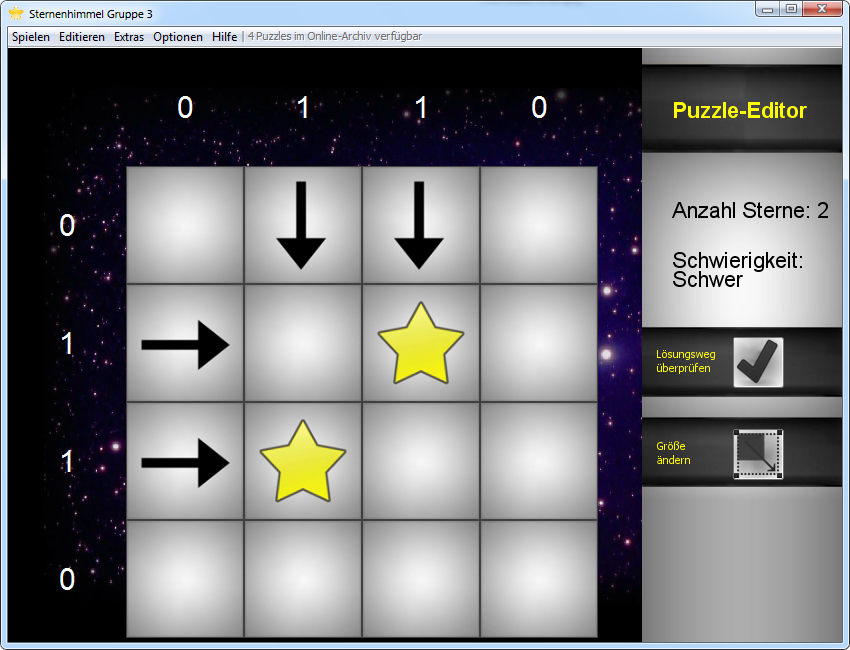 Sternenhimmel Gruppe 3
Spielen Editieren Extras Optionen Hilfe | 4 Puzzles im Online-Archiv verfügbar
0 1 1 0
Puzzle-Editor
0
Anzahl Sterne: 2
Schwierigkeit:
Schwer
1
Lösungsweg
überprüfen
1
Größe
ändern
0